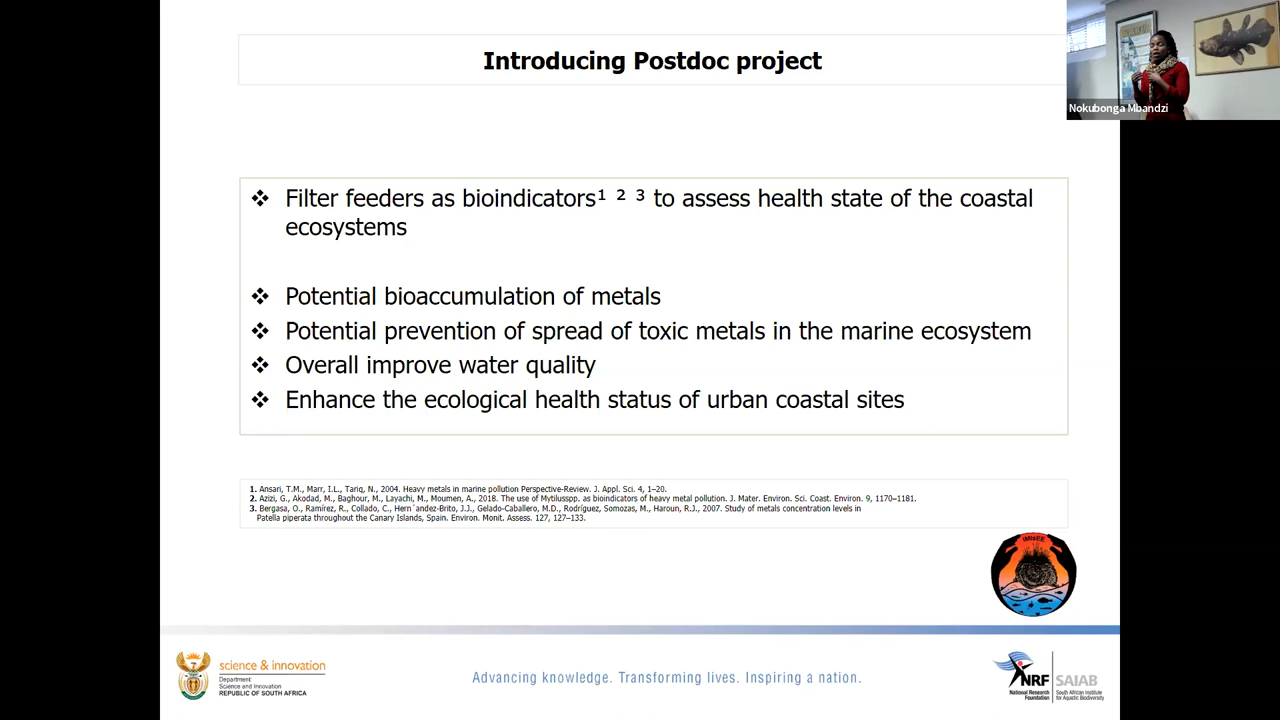 Introducing Postdoc project
Nokubonga Mbandzi
❖ Filter feeders as bioindicators¹ ² ³ to assess health state of the coastal
ecosystems
❖ Potential bioaccumulation of metals
❖ Potential prevention of spread of toxic metals in the marine ecosystem
❖ Overall improve water quality
❖ Enhance the ecological health status of urban coastal sites
1. Ansari, T.M., Marr, I.L., Tariq, N., 2004. Heavy metals in marine pollution Perspective-Review. J. Appl. Sci. 4, 1–20.
2. Azizi, G., Akodad, M., Baghour, M., Layachi, M., Moumen, A., 2018. The use of Mytilusspp. as bioindicators of heavy metal pollution. J. Mater. Environ. Sci. Coast. Environ. 9, 1170–1181.
3. Bergasa, O., Ramírez, R., Collado, C., Hern´andez-Brito, J.J., Gelado-Caballero, M.D., Rodríguez, Somozas, M., Haroun, R.J., 2007. Study of metals concentration levels in
Patella piperata throughout the Canary Islands, Spain. Environ. Monit. Assess. 127, 127–133.
science & innovation
Department:
Science and Innovation
REPUBLIC OF SOUTH AFRICA
Advancing knowledge. Transforming lives. Inspiring a nation.
NRF
National Research
Foundation
SAIAB
South African Institute
for Aquatic Biodiversity